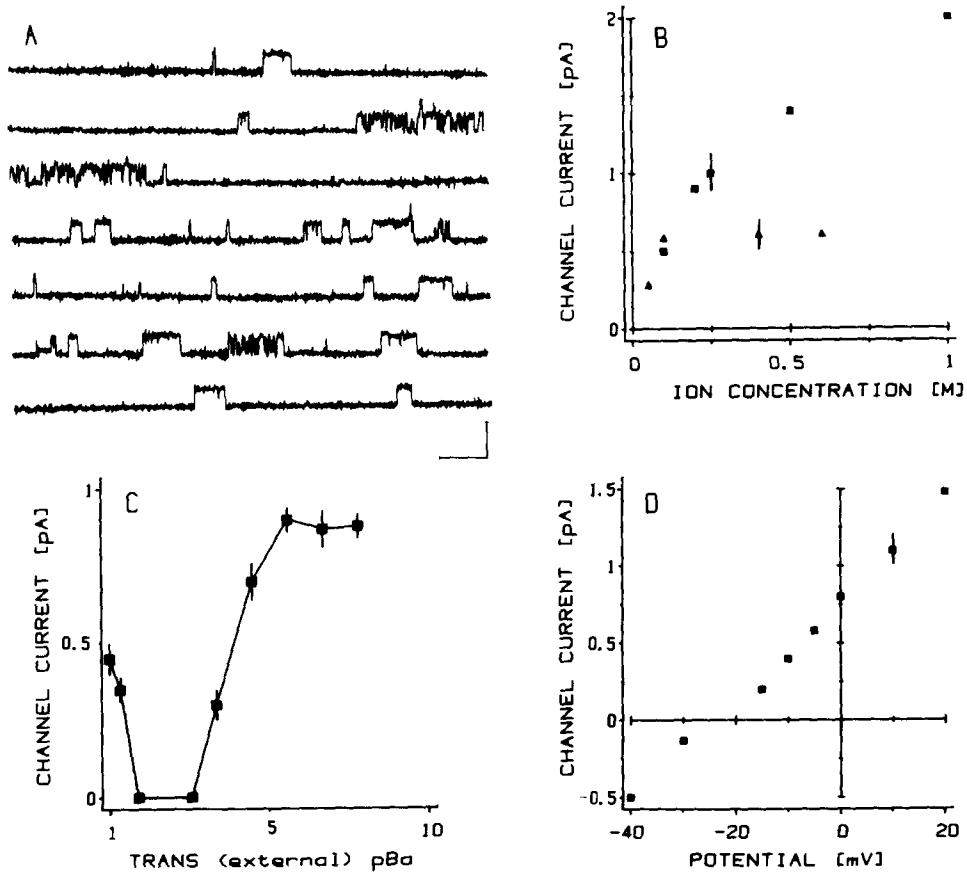 A
B
CHANNEL CURRENT [pA]
2
1
0
0 0.5 1
ION CONCENTRATION [M]
C
CHANNEL CURRENT [pA]
1
0.5
0
1 5 10
TRANS (external) pBa
D
CHANNEL CURRENT [pA]
1.5
1
0.5
0
-0.5
-40 -20 0 20
POTENTIAL [mV]